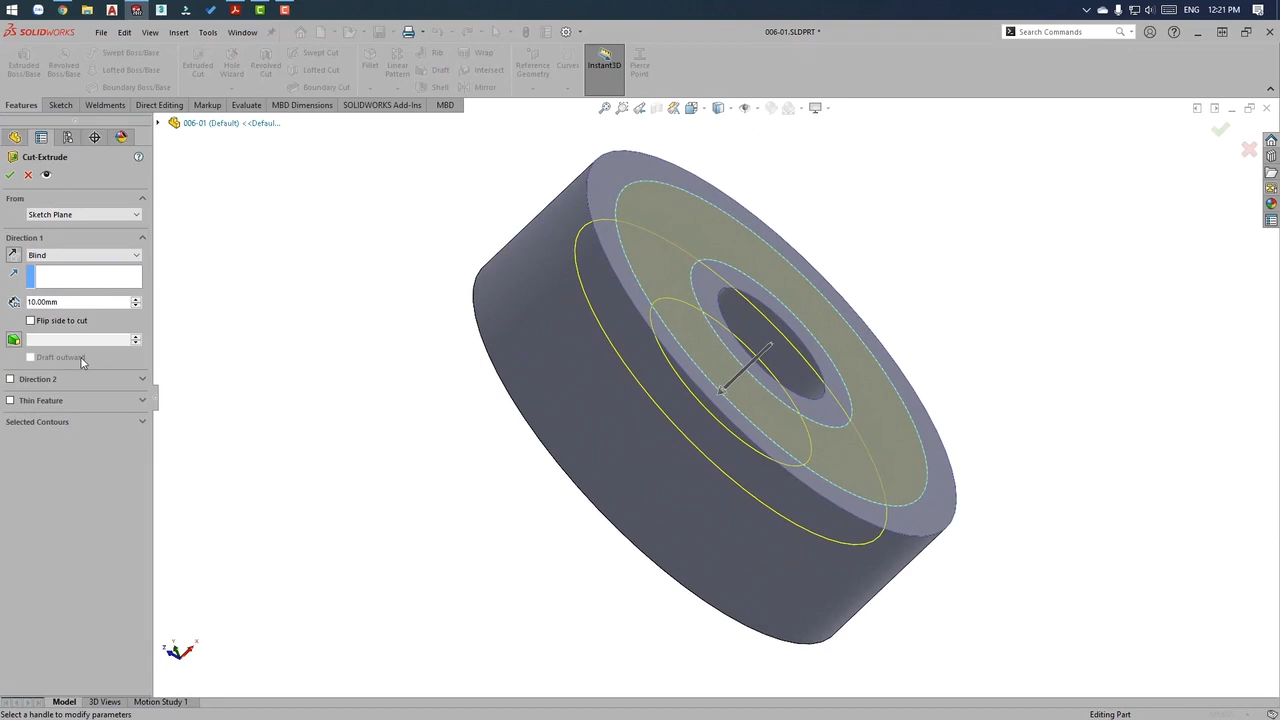 ENG 12:21 PM
SOLIDWORKS File Edit View Insert Tools Window 006-01.SLDPRT * Search Commands
Extruded Boss/Base
Revolved Boss/Base
Swept Boss/Base
Lofted Boss/Base
Boundary Boss/Base
Extruded Cut
Hole Wizard
Revolved Cut
Swept Cut
Lofted Cut
Boundary Cut
Fillet
Linear Pattern
Rib
Draft
Shell
Wrap
Intersect
Mirror
Reference Geometry
Curves
Instant3D
Pierce Point
Features Sketch Weldments Direct Editing Markup Evaluate MBD Dimensions SOLIDWORKS Add-Ins MBD
006-01 (Default) <<Defaul...
Cut-Extrude
From
Sketch Plane
Direction 1
Blind
10.00mm
Flip side to cut
Draft outward
Direction 2
Thin Feature
Selected Contours
Y
X
Z
Model 3D Views Motion Study 1
Select a handle to modify parameters Editing Part